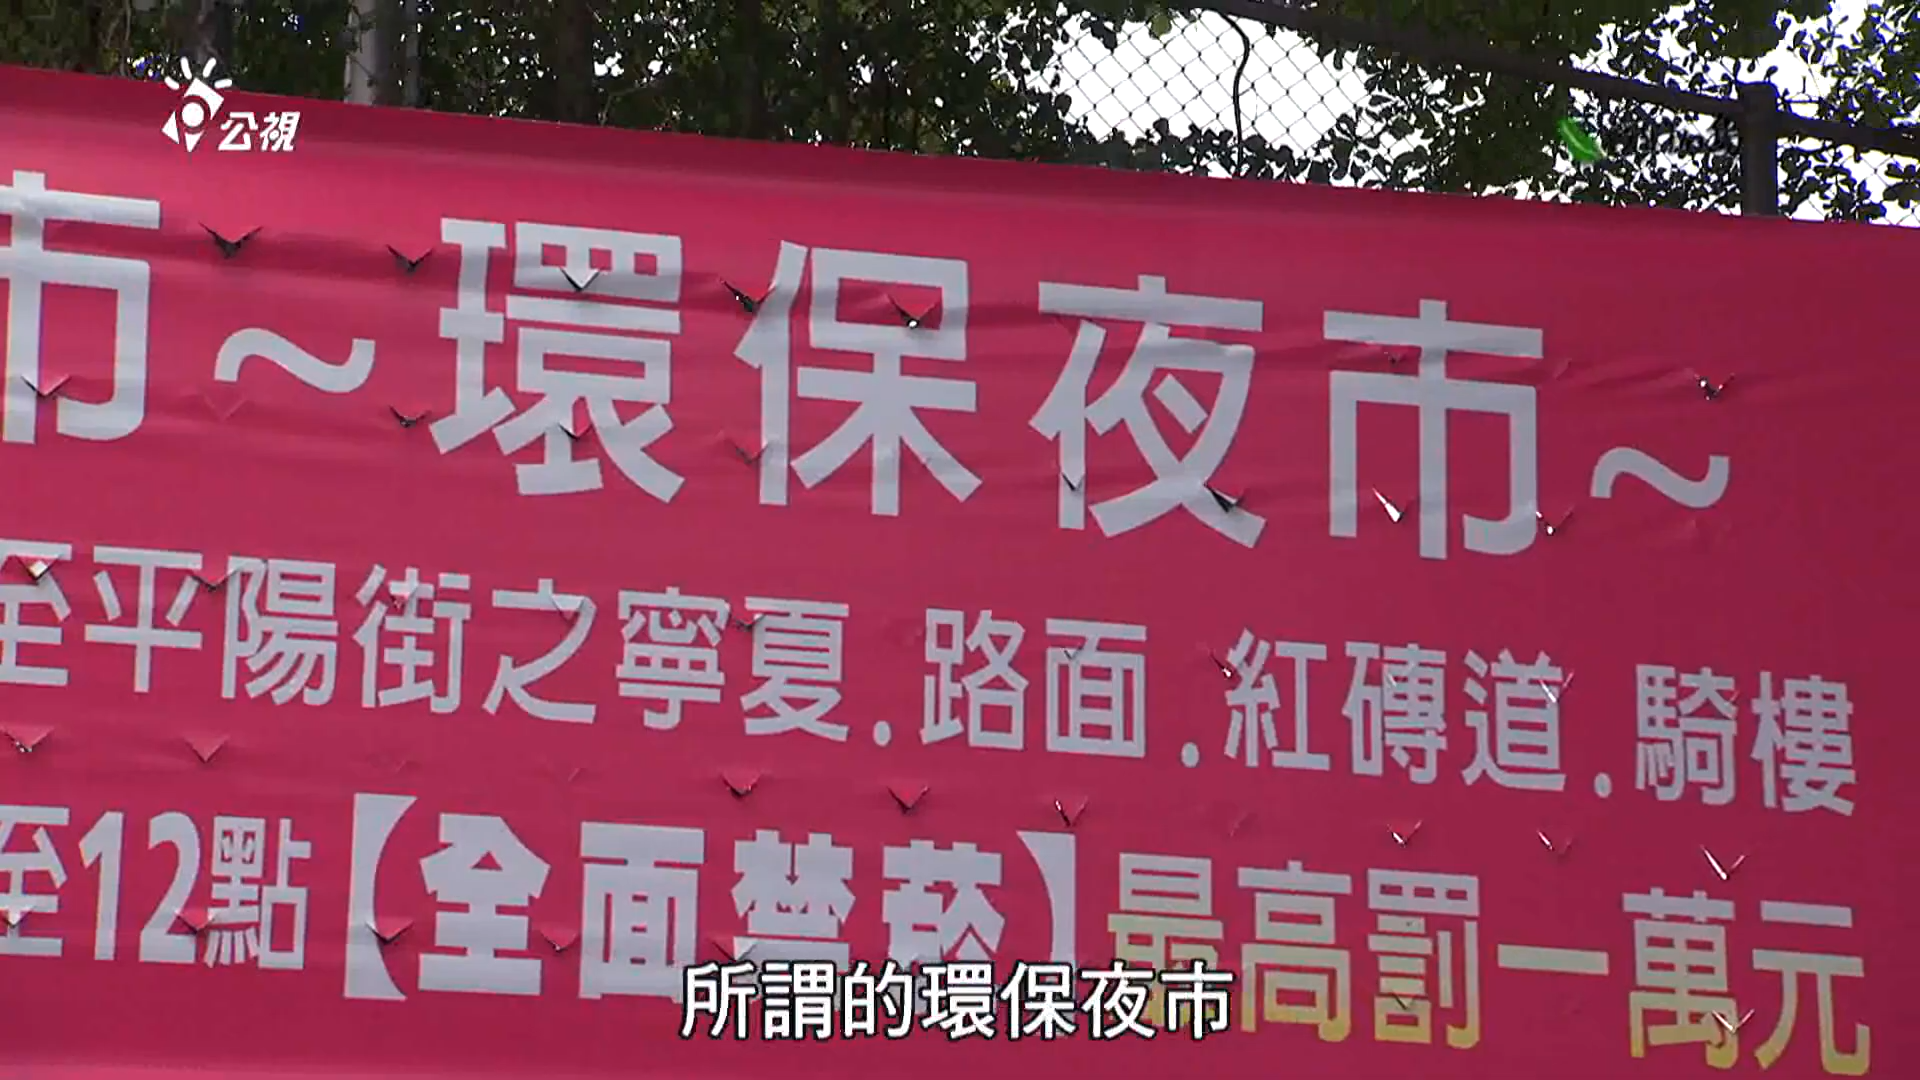 公視
市~環保夜市~
至平陽街之寧夏.路面.紅磚道.騎樓
至12點【全面禁菸】最高罰一萬元
所謂的環保夜市